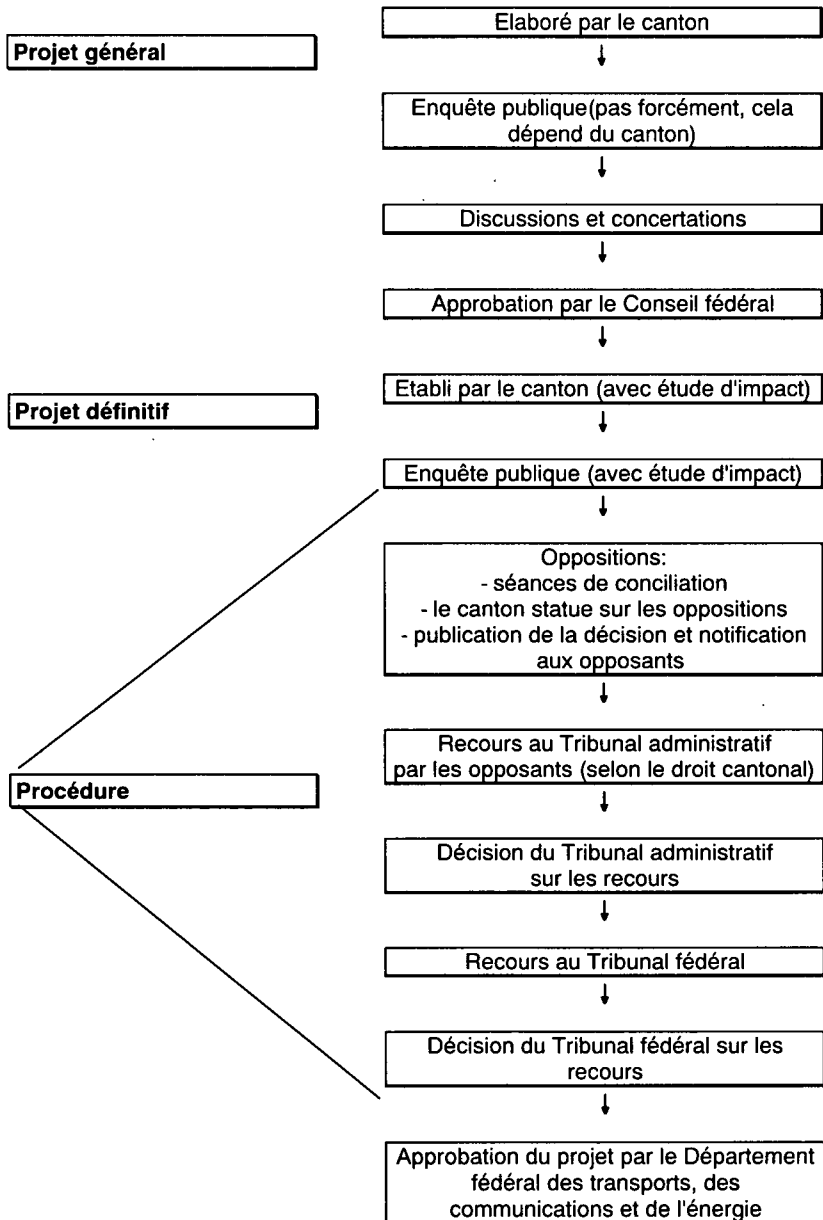 Elaboré par le canton
Projet général
Enquête publique(pas forcément, cela
dépend du canton)
Discussions et concertations
Approbation par le Conseil fédéral
Etabli par le canton (avec étude d'impact)
Projet définitif
Enquête publique (avec étude d'impact)
Oppositions:
- séances de conciliation
- le canton statue sur les oppositions
- publication de la décision et notification
aux opposants
Recours au Tribunal administratif
par les opposants (selon le droit cantonal)
Procédure
Décision du Tribunal administratif
sur les recours
Recours au Tribunal fédéral
Décision du Tribunal fédéral sur les
recours
Approbation du projet par le Département
fédéral des transports, des
communications et de l'énergie